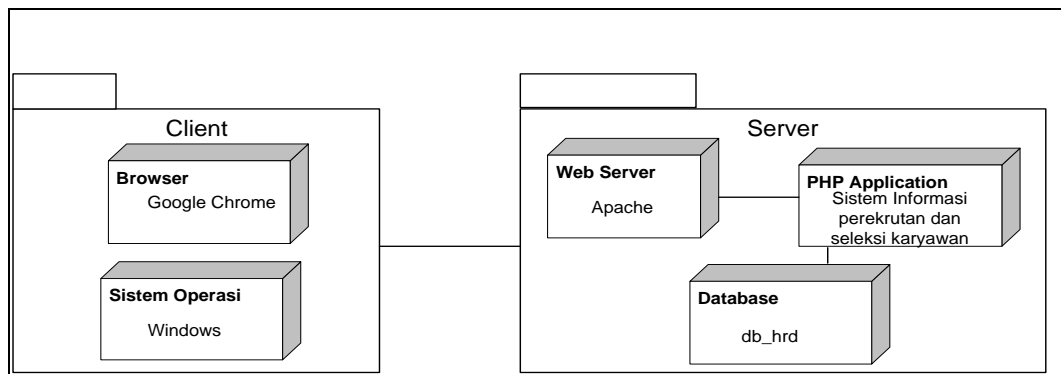 Client
Browser
Google Chrome
Sistem Operasi
Windows
Server
Web Server
Apache
PHP Application
Sistem Informasi
perekrutan dan
seleksi karyawan
Database
db_hrd